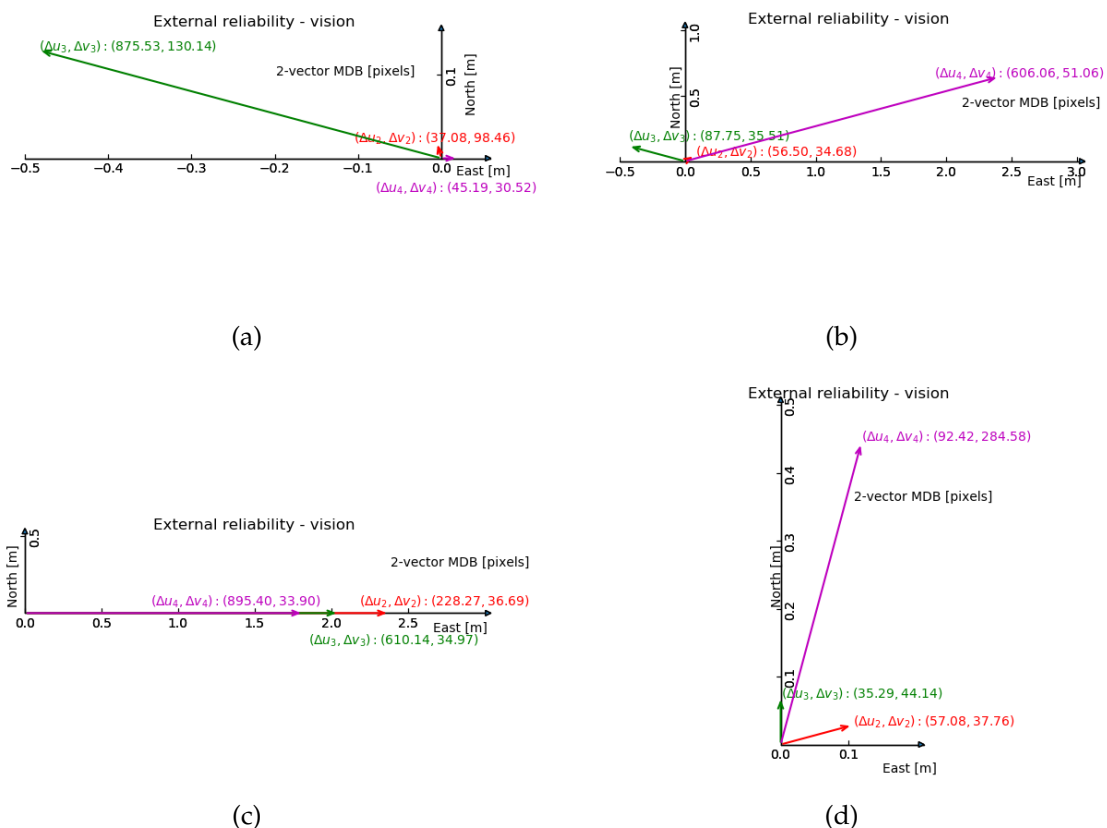 External reliability - vision
(Δu₃, Δv₃) : (875.53, 130.14)
2-vector MDB [pixels]
North [m]
0.1
(Δu₂, Δv₂) : (37.08, 98.46)
−0.5 −0.4 −0.3 −0.2 −0.1 0.0
East [m]
(Δu₄, Δv₄) : (45.19, 30.52)
(a)
External reliability - vision
1.0
(Δu₄, Δv₄) : (606.06, 51.06)
2-vector MDB [pixels]
0.5
North [m]
(Δu₃, Δv₃) : (87.75, 35.51)
(Δu₂, Δv₂) : (56.50, 34.68)
−0.5 0.0 0.5 1.0 1.5 2.0 2.5 3.0
East [m]
(b)
External reliability - vision
0.5
North [m]
2-vector MDB [pixels]
(Δu₄, Δv₄) : (895.40, 33.90)
(Δu₂, Δv₂) : (228.27, 36.69)
0.0 0.5 1.0 1.5 2.0 2.5
East [m]
(Δu₃, Δv₃) : (610.14, 34.97)
(c)
External reliability - vision
0.5
(Δu₄, Δv₄) : (92.42, 284.58)
0.4
2-vector MDB [pixels]
0.3
North [m]
0.2
0.1
(Δu₃, Δv₃) : (35.29, 44.14)
(Δu₂, Δv₂) : (57.08, 37.76)
0.0 0.1
East [m]
(d)